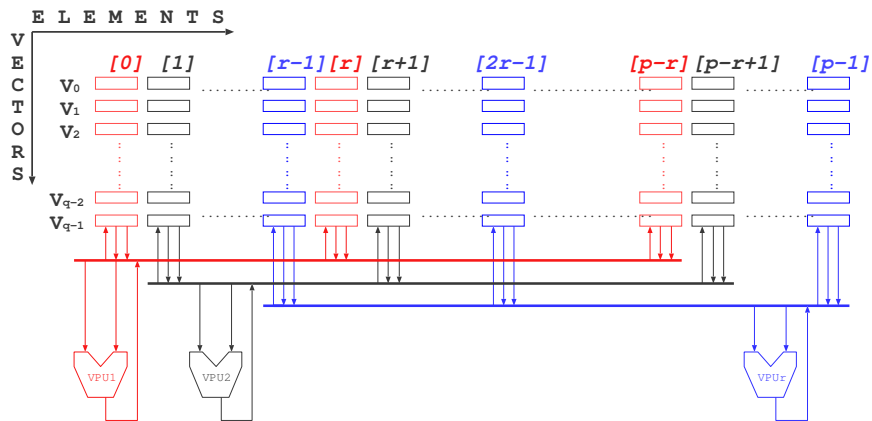 E L E M E N T S
V E C T O R S
[0] [1] [r-1] [r] [r+1] [2r-1] [p-r] [p-r+1] [p-1]
V0
V1
V2
Vq-2
Vq-1
VPU1 VPU2 VPUr